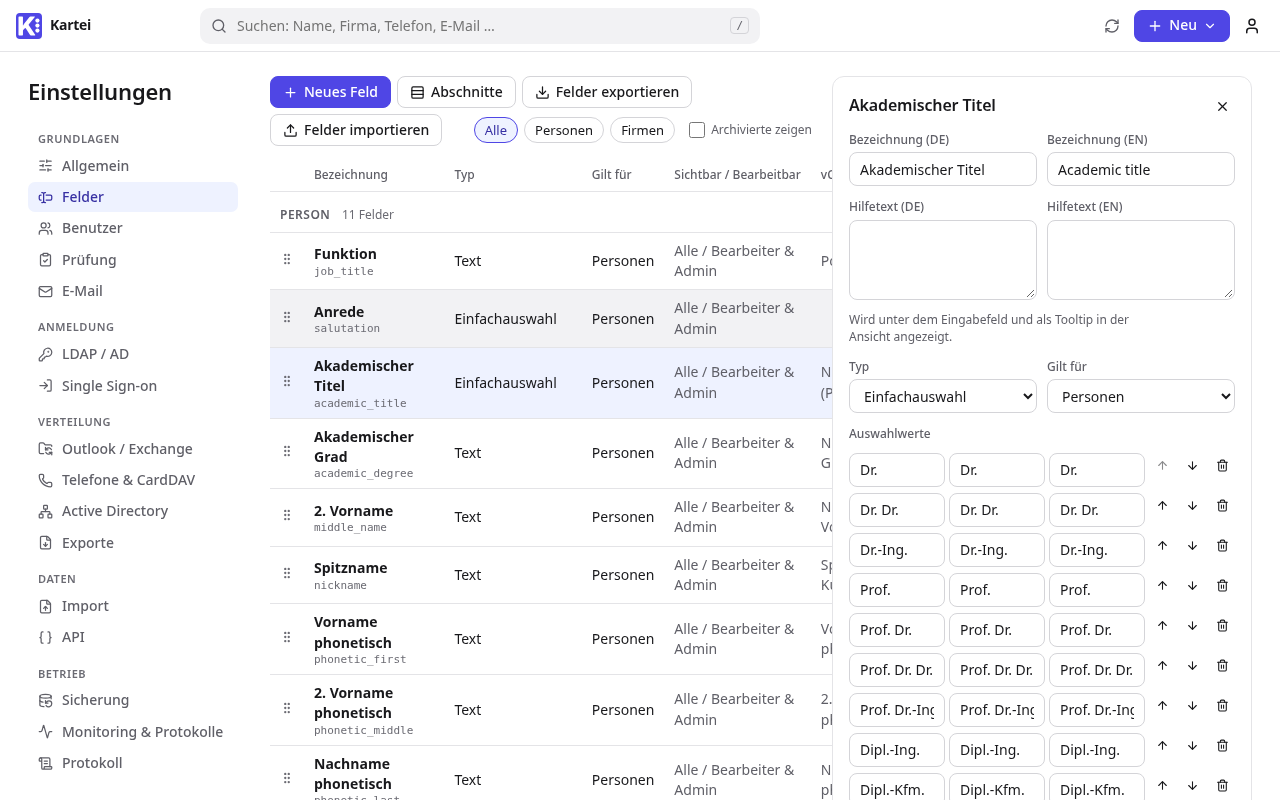 Kartei
Suchen: Name, Firma, Telefon, E-Mail ...
/
Neu
Einstellungen
GRUNDLAGEN
Allgemein
Felder
Benutzer
Prüfung
E-Mail
ANMELDUNG
LDAP / AD
Single Sign-on
VERTEILUNG
Outlook / Exchange
Telefone & CardDAV
Active Directory
Exporte
DATEN
Import
API
BETRIEB
Sicherung
Monitoring & Protokolle
Protokoll
Neues Feld
Abschnitte
Felder exportieren
Felder importieren
Alle
Personen
Firmen
Archivierte zeigen
Bezeichnung Typ Gilt für Sichtbar / Bearbeitbar
PERSON 11 Felder
Funktion
job_title
Text
Personen
Alle / Bearbeiter &
Admin
Anrede
salutation
Einfachauswahl
Personen
Alle / Bearbeiter &
Admin
Akademischer
Titel
academic_title
Einfachauswahl
Personen
Alle / Bearbeiter &
Admin
Akademischer
Grad
academic_degree
Text
Personen
Alle / Bearbeiter &
Admin
2. Vorname
middle_name
Text
Personen
Alle / Bearbeiter &
Admin
Spitzname
nickname
Text
Personen
Alle / Bearbeiter &
Admin
Vorname
phonetisch
phonetic_first
Text
Personen
Alle / Bearbeiter &
Admin
2. Vorname
phonetisch
phonetic_middle
Text
Personen
Alle / Bearbeiter &
Admin
Nachname
phonetisch
phonetic_last
Text
Personen
Alle / Bearbeiter &
Admin
Akademischer Titel
Bezeichnung (DE) Bezeichnung (EN)
Akademischer Titel Academic title
Hilfetext (DE) Hilfetext (EN)
Wird unter dem Eingabefeld und als Tooltip in der
Ansicht angezeigt.
Typ Gilt für
Einfachauswahl Personen
Auswahlwerte
Dr. Dr. Dr.
Dr. Dr. Dr. Dr. Dr. Dr.
Dr.-Ing. Dr.-Ing. Dr.-Ing.
Prof. Prof. Prof.
Prof. Dr. Prof. Dr. Prof. Dr.
Prof. Dr. Dr. Prof. Dr. Dr. Prof. Dr. Dr.
Prof. Dr.-Ing Prof. Dr.-Ing Prof. Dr.-Ing
Dipl.-Ing. Dipl.-Ing. Dipl.-Ing.
Dipl.-Kfm. Dipl.-Kfm. Dipl.-Kfm.